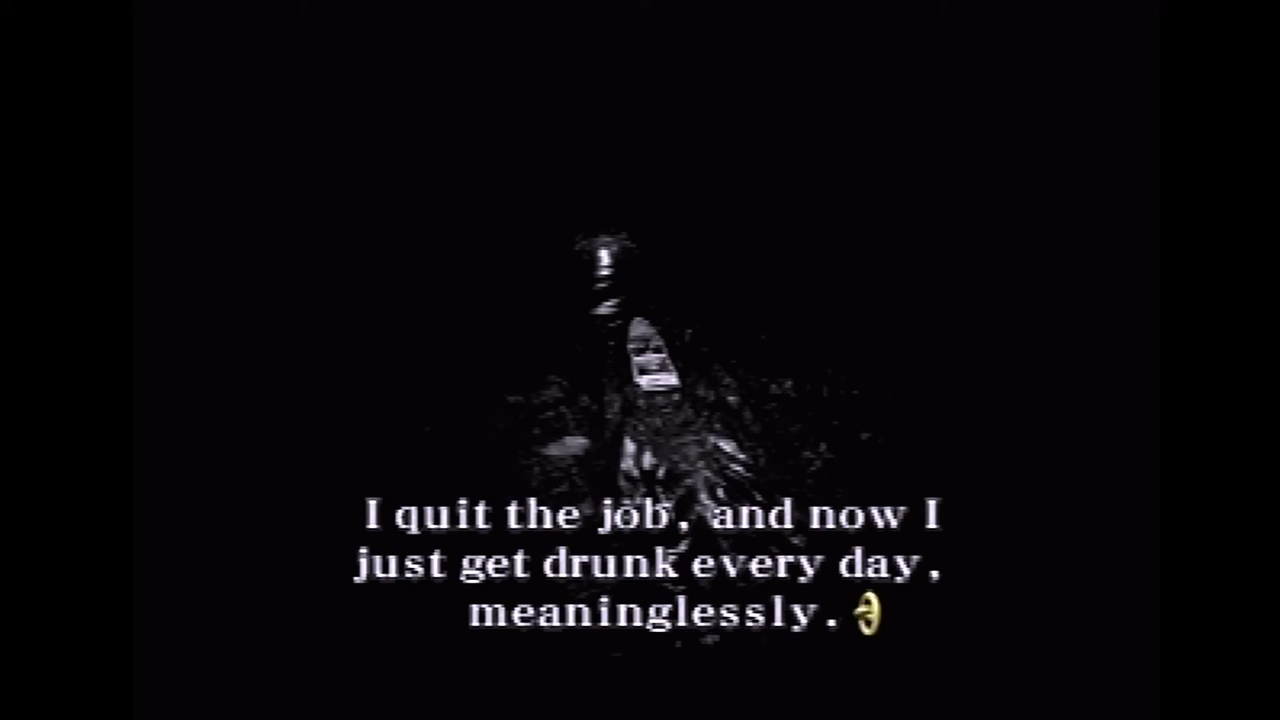 I quit the job, and now I
just get drunk every day,
meaninglessly.